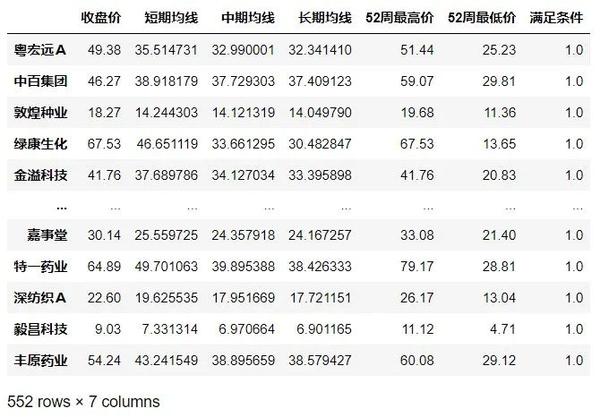 收盘价 短期均线 中期均线 长期均线 52周最高价 52周最低价 满足条件
粤宏远A 49.38 35.514731 32.990001 32.341410 51.44 25.23 1.0
中百集团 46.27 38.918179 37.729303 37.409123 59.07 29.81 1.0
敦煌种业 18.27 14.244303 14.121319 14.049790 19.68 11.36 1.0
绿康生化 67.53 46.651119 33.661295 30.482847 67.53 13.65 1.0
金溢科技 41.76 37.689786 34.127034 33.395898 41.76 20.83 1.0
... ... ... ... ... ... ... ...
嘉事堂 30.14 25.559725 24.357918 24.167257 33.08 21.40 1.0
特一药业 64.89 49.701063 39.895388 38.426333 79.17 28.81 1.0
深纺织A 22.60 19.625535 17.951669 17.721151 26.17 13.04 1.0
毅昌科技 9.03 7.331314 6.970664 6.901165 11.12 4.71 1.0
丰原药业 54.24 43.241549 38.895659 38.579427 60.08 29.12 1.0
552 rows × 7 columns